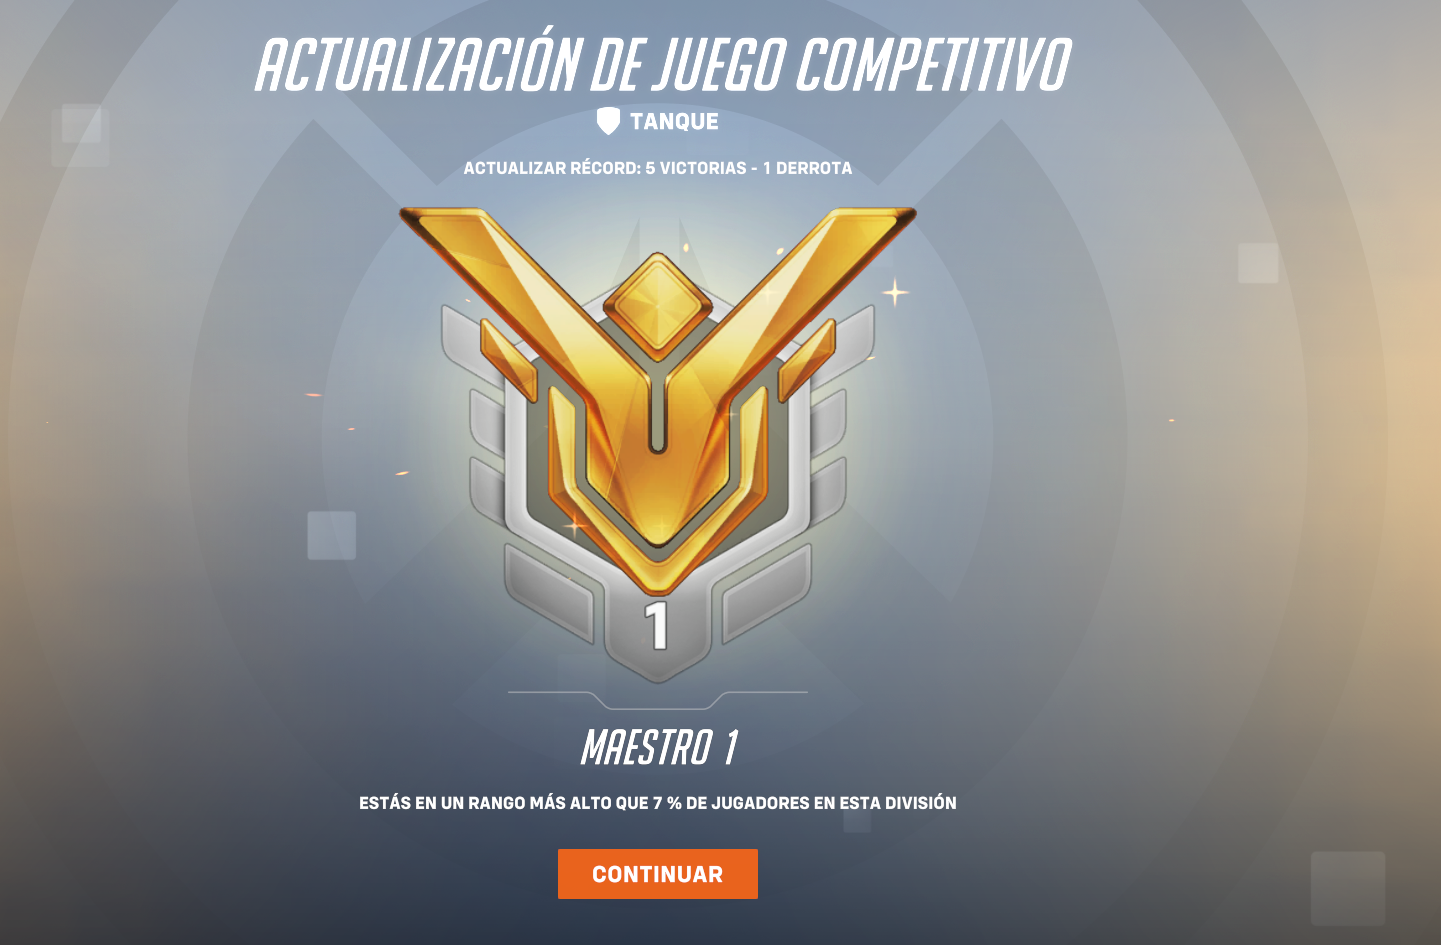 ACTUALIZACIÓN DE JUEGO COMPETITIVO
TANQUE
ACTUALIZAR RÉCORD: 5 VICTORIAS - 1 DERROTA
1
MAESTRO 1
ESTÁS EN UN RANGO MÁS ALTO QUE 7 % DE JUGADORES EN ESTA DIVISIÓN
CONTINUAR